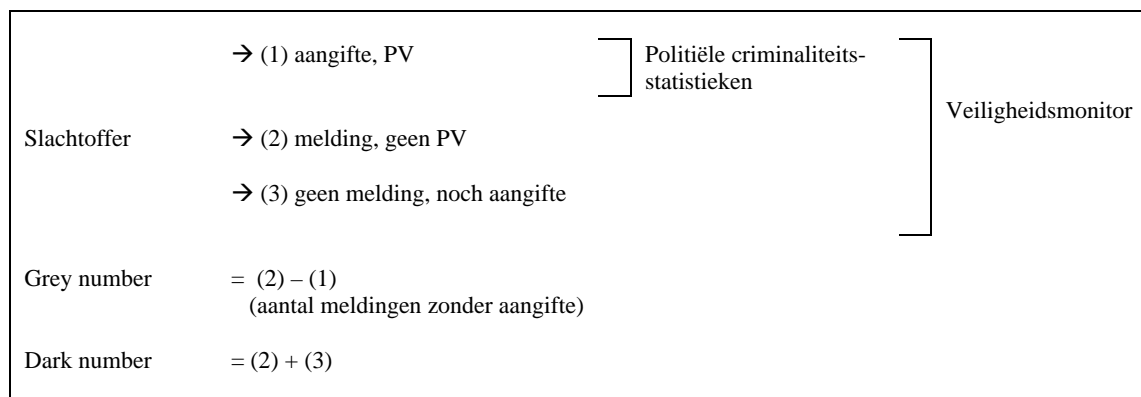 → (1) aangifte, PV
Politiële criminaliteits-
statistieken
Veiligheidsmonitor
Slachtoffer → (2) melding, geen PV
→ (3) geen melding, noch aangifte
Grey number = (2) – (1)
(aantal meldingen zonder aangifte)
Dark number = (2) + (3)